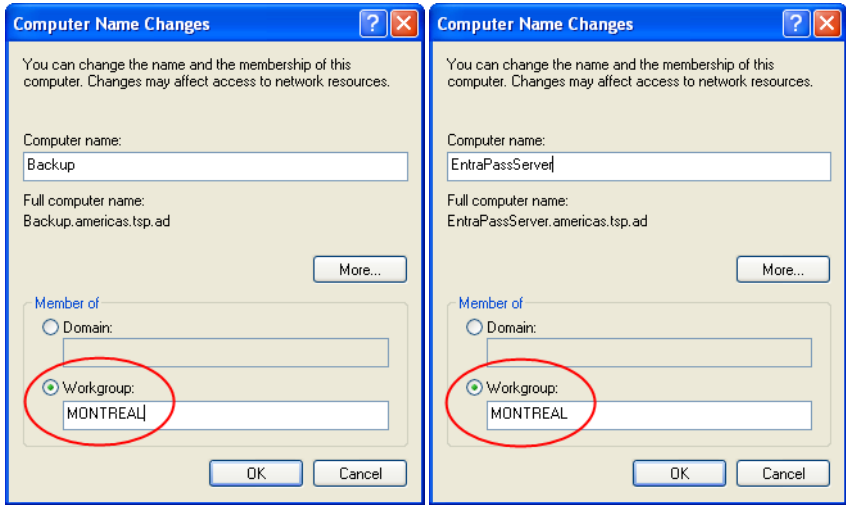 Computer Name Changes
You can change the name and the membership of this
computer. Changes may affect access to network resources.
Computer name:
Backup
Full computer name:
Backup.americas.tsp.ad
More...
Member of
Domain:
Workgroup:
MONTREAL
OK
Cancel
Computer Name Changes
You can change the name and the membership of this
computer. Changes may affect access to network resources.
Computer name:
EntraPassServer
Full computer name:
EntraPassServer.americas.tsp.ad
More...
Member of
Domain:
Workgroup:
MONTREAL
OK
Cancel